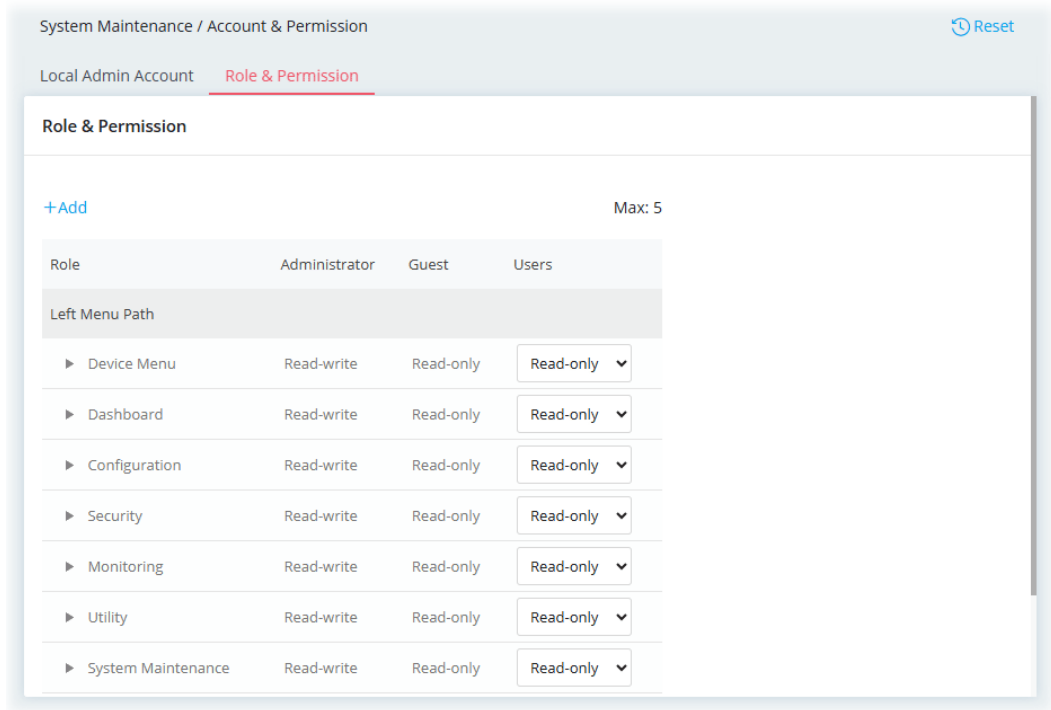 System Maintenance / Account & Permission Reset
Local Admin Account Role & Permission
Role & Permission
+Add Max: 5
Role Administrator Guest Users
Left Menu Path
Device Menu Read-write Read-only Read-only
Dashboard Read-write Read-only Read-only
Configuration Read-write Read-only Read-only
Security Read-write Read-only Read-only
Monitoring Read-write Read-only Read-only
Utility Read-write Read-only Read-only
System Maintenance Read-write Read-only Read-only